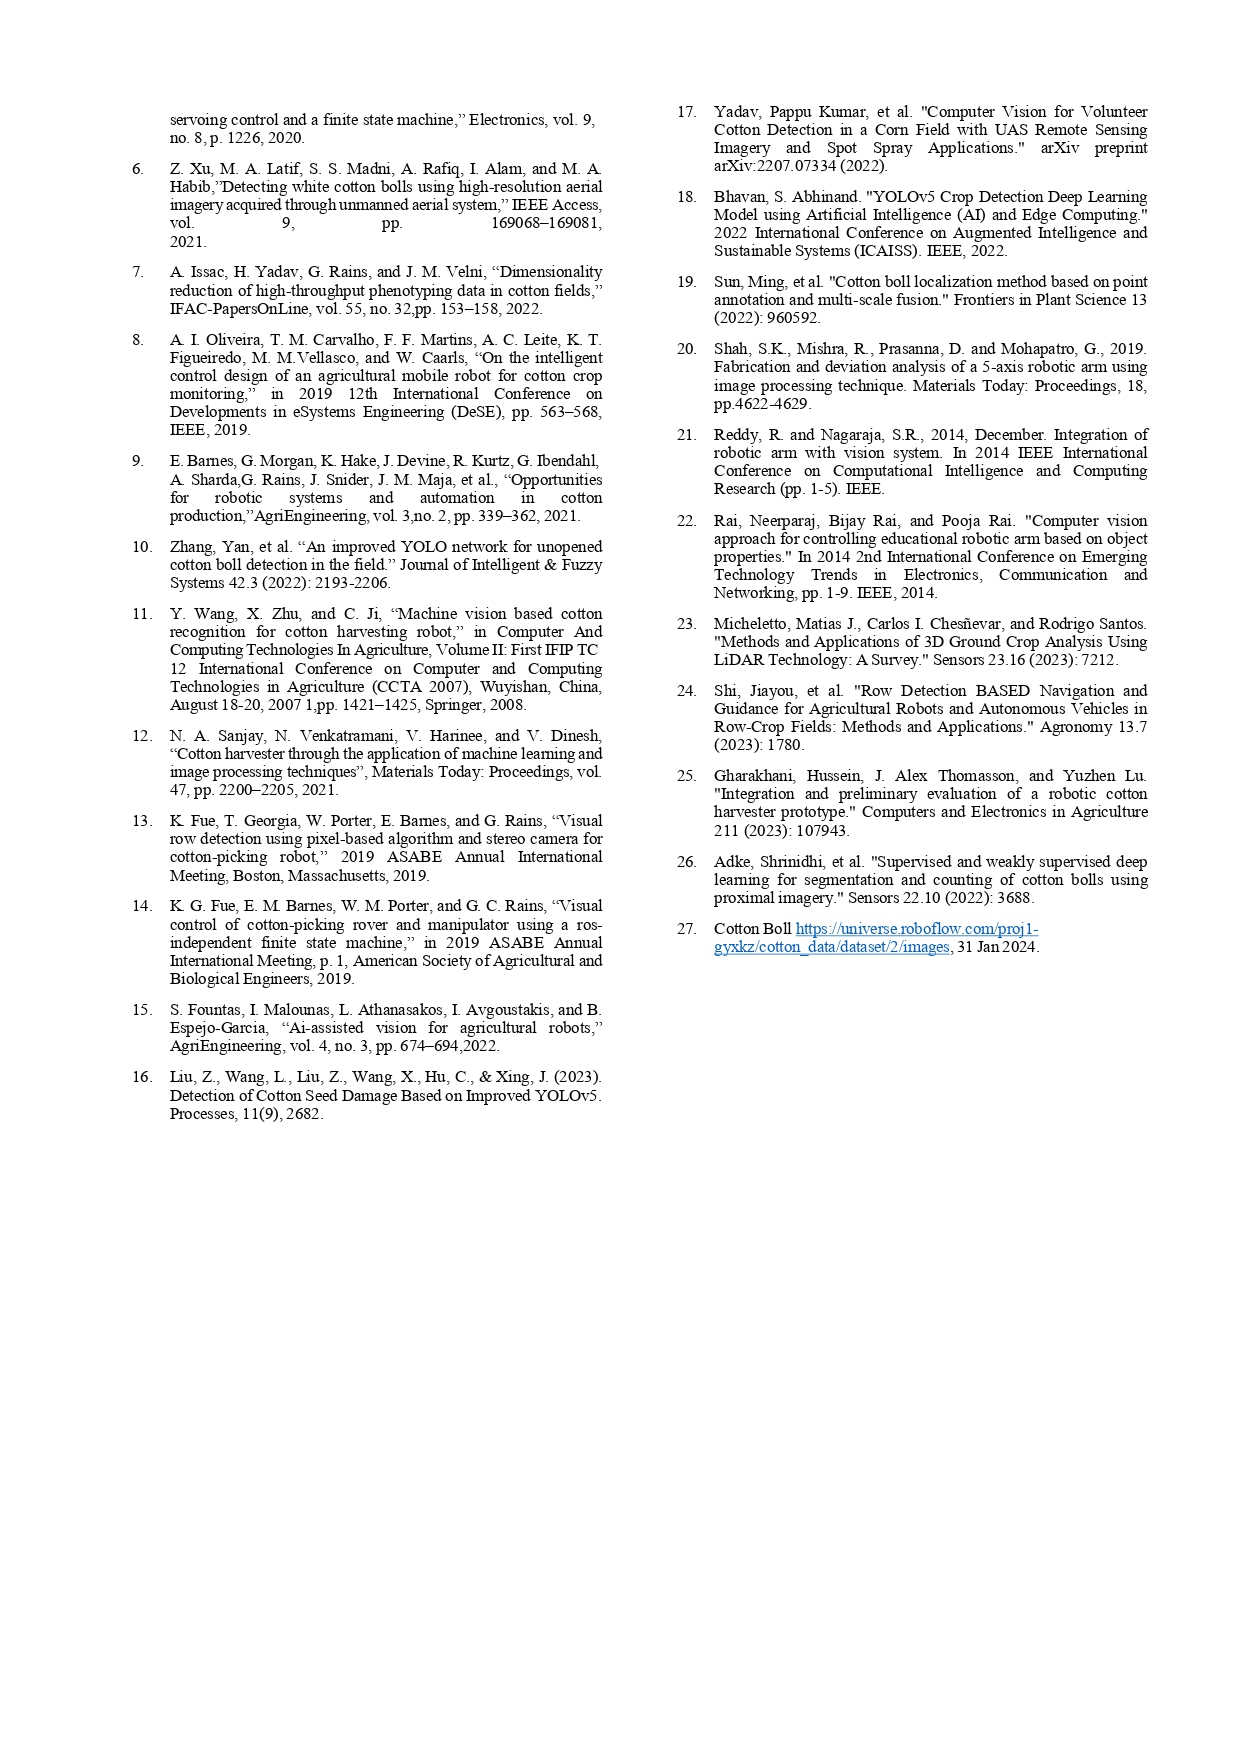 servoing control and a finite state machine,” Electronics, vol. 9,
no. 8, p. 1226, 2020.
6. Z. Xu, M. A. Latif, S. S. Madni, A. Rafiq, I. Alam, and M. A.
Habib,”Detecting white cotton bolls using high-resolution aerial
imagery acquired through unmanned aerial system,” IEEE Access,
vol. 9, pp. 169068–169081,
2021.
7. A. Issac, H. Yadav, G. Rains, and J. M. Velni, “Dimensionality
reduction of high-throughput phenotyping data in cotton fields,”
IFAC-PapersOnLine, vol. 55, no. 32,pp. 153–158, 2022.
8. A. I. Oliveira, T. M. Carvalho, F. F. Martins, A. C. Leite, K. T.
Figueiredo, M. M.Vellasco, and W. Caarls, “On the intelligent
control design of an agricultural mobile robot for cotton crop
monitoring,” in 2019 12th International Conference on
Developments in eSystems Engineering (DeSE), pp. 563–568,
IEEE, 2019.
9. E. Barnes, G. Morgan, K. Hake, J. Devine, R. Kurtz, G. Ibendahl,
A. Sharda,G. Rains, J. Snider, J. M. Maja, et al., “Opportunities
for robotic systems and automation in cotton
production,”AgriEngineering, vol. 3,no. 2, pp. 339–362, 2021.
10. Zhang, Yan, et al. “An improved YOLO network for unopened
cotton boll detection in the field.” Journal of Intelligent & Fuzzy
Systems 42.3 (2022): 2193-2206.
11. Y. Wang, X. Zhu, and C. Ji, “Machine vision based cotton
recognition for cotton harvesting robot,” in Computer And
Computing Technologies In Agriculture, Volume II: First IFIP TC
12 International Conference on Computer and Computing
Technologies in Agriculture (CCTA 2007), Wuyishan, China,
August 18-20, 2007 1,pp. 1421–1425, Springer, 2008.
12. N. A. Sanjay, N. Venkatramani, V. Harinee, and V. Dinesh,
“Cotton harvester through the application of machine learning and
image processing techniques”, Materials Today: Proceedings, vol.
47, pp. 2200–2205, 2021.
13. K. Fue, T. Georgia, W. Porter, E. Barnes, and G. Rains, “Visual
row detection using pixel-based algorithm and stereo camera for
cotton-picking robot,” 2019 ASABE Annual International
Meeting, Boston, Massachusetts, 2019.
14. K. G. Fue, E. M. Barnes, W. M. Porter, and G. C. Rains, “Visual
control of cotton-picking rover and manipulator using a ros-
independent finite state machine,” in 2019 ASABE Annual
International Meeting, p. 1, American Society of Agricultural and
Biological Engineers, 2019.
15. S. Fountas, I. Malounas, L. Athanasakos, I. Avgoustakis, and B.
Espejo-Garcia, “Ai-assisted vision for agricultural robots,”
AgriEngineering, vol. 4, no. 3, pp. 674–694,2022.
16. Liu, Z., Wang, L., Liu, Z., Wang, X., Hu, C., & Xing, J. (2023).
Detection of Cotton Seed Damage Based on Improved YOLOv5.
Processes, 11(9), 2682.
17. Yadav, Pappu Kumar, et al. "Computer Vision for Volunteer
Cotton Detection in a Corn Field with UAS Remote Sensing
Imagery and Spot Spray Applications." arXiv preprint
arXiv:2207.07334 (2022).
18. Bhavan, S. Abhinand. "YOLOv5 Crop Detection Deep Learning
Model using Artificial Intelligence (AI) and Edge Computing."
2022 International Conference on Augmented Intelligence and
Sustainable Systems (ICAISS). IEEE, 2022.
19. Sun, Ming, et al. "Cotton boll localization method based on point
annotation and multi-scale fusion." Frontiers in Plant Science 13
(2022): 960592.
20. Shah, S.K., Mishra, R., Prasanna, D. and Mohapatro, G., 2019.
Fabrication and deviation analysis of a 5-axis robotic arm using
image processing technique. Materials Today: Proceedings, 18,
pp.4622-4629.
21. Reddy, R. and Nagaraja, S.R., 2014, December. Integration of
robotic arm with vision system. In 2014 IEEE International
Conference on Computational Intelligence and Computing
Research (pp. 1-5). IEEE.
22. Rai, Neerparaj, Bijay Rai, and Pooja Rai. "Computer vision
approach for controlling educational robotic arm based on object
properties." In 2014 2nd International Conference on Emerging
Technology Trends in Electronics, Communication and
Networking, pp. 1-9. IEEE, 2014.
23. Micheletto, Matias J., Carlos I. Chesñevar, and Rodrigo Santos.
"Methods and Applications of 3D Ground Crop Analysis Using
LiDAR Technology: A Survey." Sensors 23.16 (2023): 7212.
24. Shi, Jiayou, et al. "Row Detection BASED Navigation and
Guidance for Agricultural Robots and Autonomous Vehicles in
Row-Crop Fields: Methods and Applications." Agronomy 13.7
(2023): 1780.
25. Gharakhani, Hussein, J. Alex Thomasson, and Yuzhen Lu.
"Integration and preliminary evaluation of a robotic cotton
harvester prototype." Computers and Electronics in Agriculture
211 (2023): 107943.
26. Adke, Shrinidhi, et al. "Supervised and weakly supervised deep
learning for segmentation and counting of cotton bolls using
proximal imagery." Sensors 22.10 (2022): 3688.
27. Cotton Boll https://universe.roboflow.com/proj1-
gyxkz/cotton_data/dataset/2/images, 31 Jan 2024.